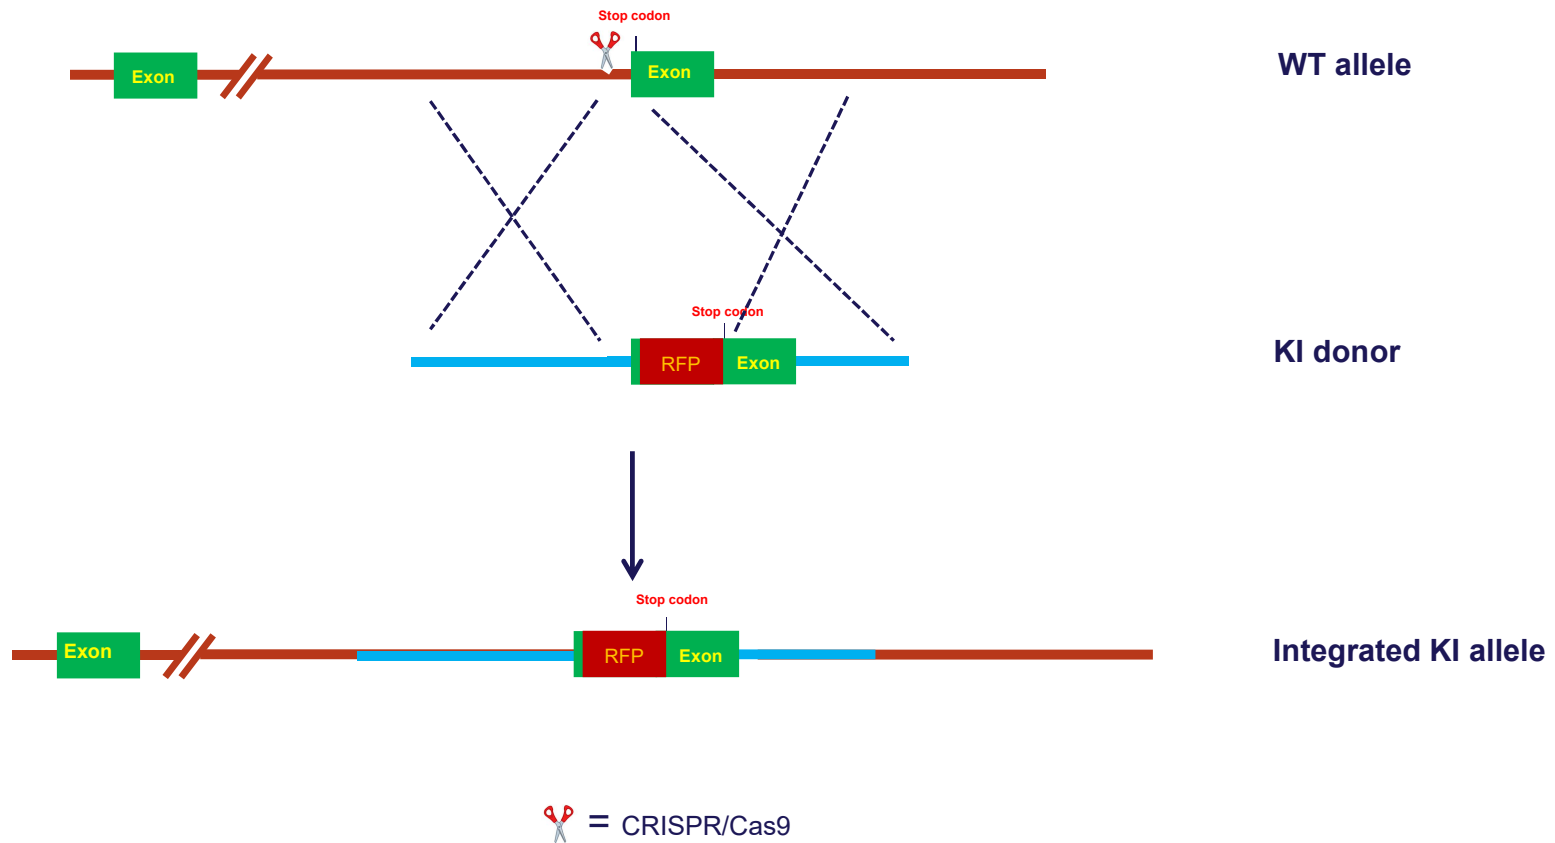 Stop codon
Exon
Exon
WT allele
Stop codon
RFP
Exon
KI donor
Stop codon
Exon
RFP
Exon
Integrated KI allele
= CRISPR/Cas9